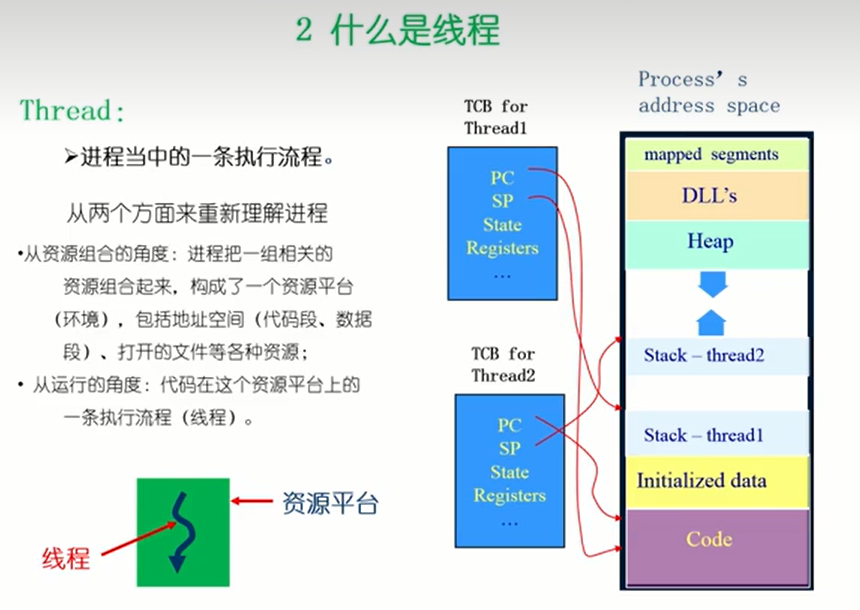 2 什么是线程
Thread:
➢进程当中的一条执行流程。
从两个方面来重新理解进程
•从资源组合的角度：进程把一组相关的
资源组合起来，构成了一个资源平台
（环境），包括地址空间（代码段、数据
段）、打开的文件等各种资源；
• 从运行的角度：代码在这个资源平台上的
一条执行流程（线程）。
资源平台
线程
TCB for
Thread1
PC
SP
State
Registers
…
TCB for
Thread2
PC
SP
State
Registers
…
Process’s
address space
mapped segments
DLL’s
Heap
Stack – thread2
Stack – thread1
Initialized data
Code